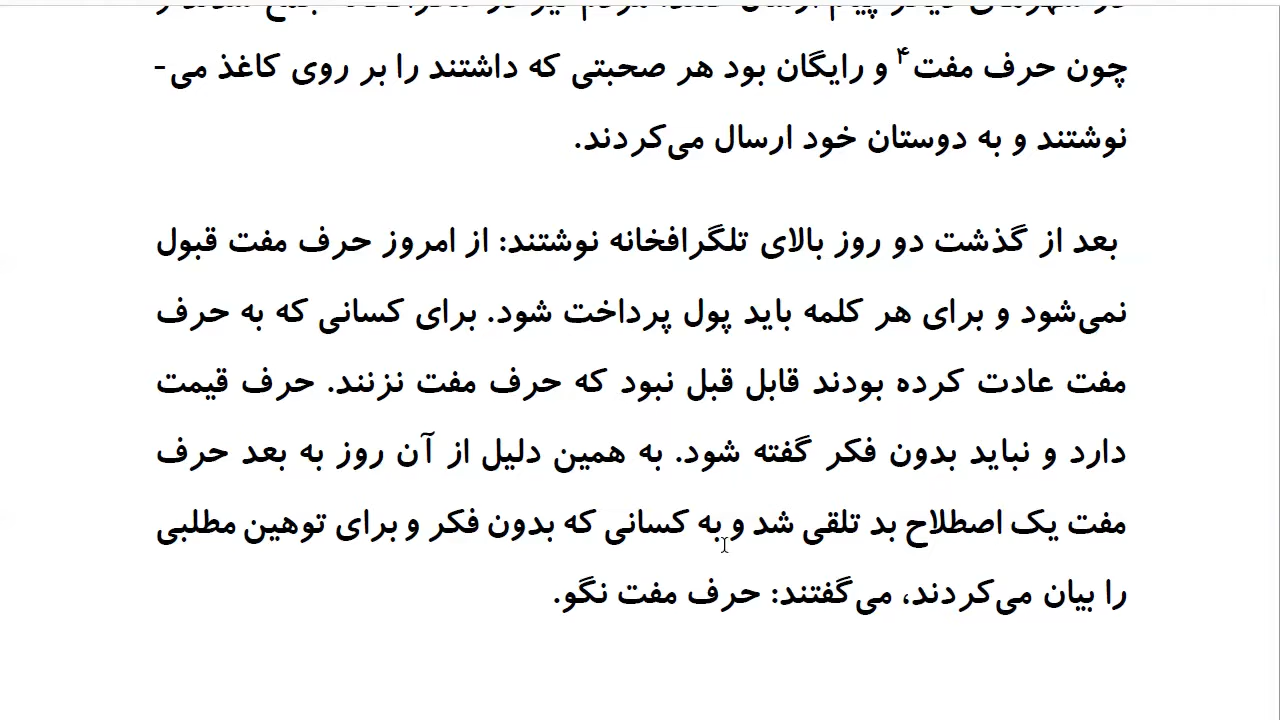 چون حرف مفت۴ و رایگان بود هر صحبتی که داشتند را بر روی کاغذ می-
نوشتند و به دوستان خود ارسال می‌کردند.
بعد از گذشت دو روز بالای تلگرافخانه نوشتند: از امروز حرف مفت قبول
نمی‌شود و برای هر کلمه باید پول پرداخت شود. برای کسانی که به حرف
مفت عادت کرده بودند قابل قبل نبود که حرف مفت نزنند. حرف قیمت
دارد و نباید بدون فکر گفته شود. به همین دلیل از آن روز به بعد حرف
مفت یک اصطلاح بد تلقی شد و به کسانی که بدون فکر و برای توهین مطلبی
را بیان می‌کردند، می‌گفتند: حرف مفت نگو.